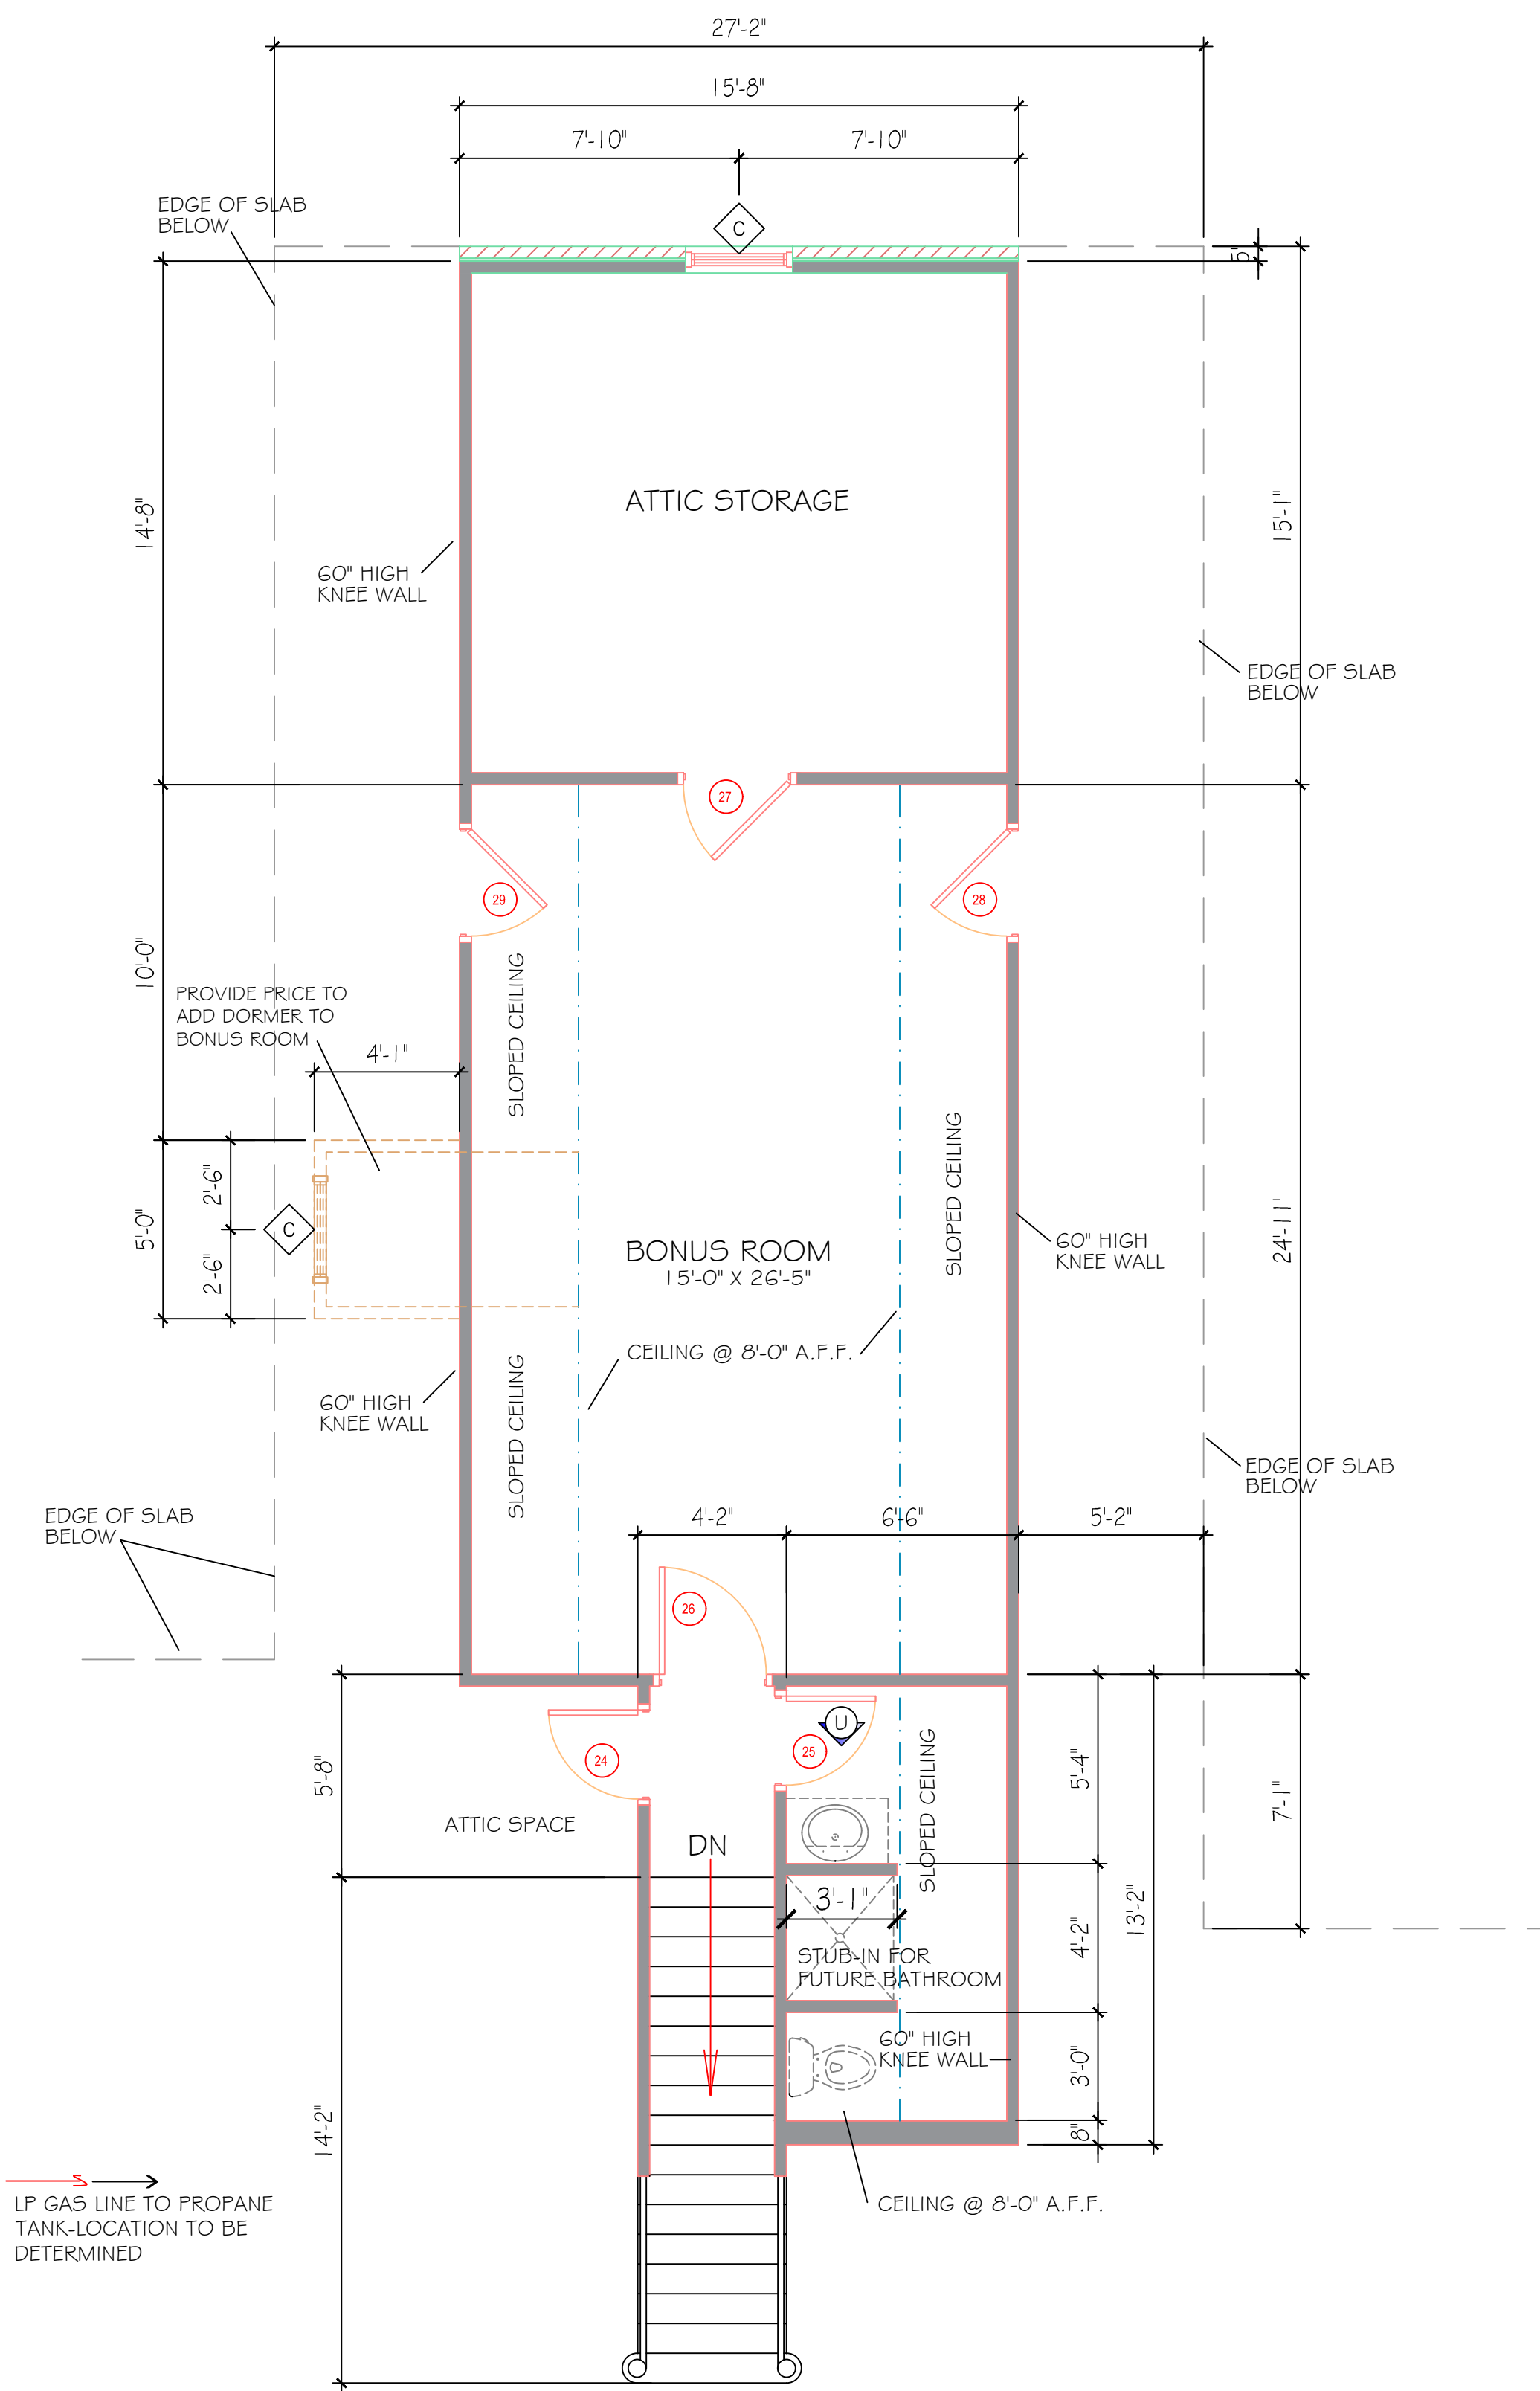 27'-2"
15'-8"
7'-10"
7'-10"
EDGE OF SLAB
BELOW
C
5"
ATTIC STORAGE
14'-8"
15'-1"
60" HIGH
KNEE WALL
EDGE OF SLAB
BELOW
27
29
28
10'-0"
SLOPED CEILING
PROVIDE PRICE TO
ADD DORMER TO
BONUS ROOM
4'-1"
SLOPED CEILING
2'-6"
5'-0"
C
2'-6"
BONUS ROOM
15'-0" X 26'-5"
60" HIGH
KNEE WALL
24'-11"
CEILING @ 8'-0" A.F.F.
60" HIGH
KNEE WALL
SLOPED CEILING
EDGE OF SLAB
BELOW
EDGE OF SLAB
BELOW
4'-2"
6'-6"
5'-2"
26
24
25
U
5'-8"
5'-4"
7'-1"
ATTIC SPACE
DN
SLOPED CEILING
3'-1"
4'-2"
13'-2"
STUB-IN FOR
FUTURE BATHROOM
60" HIGH
KNEE WALL
3'-0"
8"
14'-2"
LP GAS LINE TO PROPANE
TANK-LOCATION TO BE
DETERMINED
CEILING @ 8'-0" A.F.F.